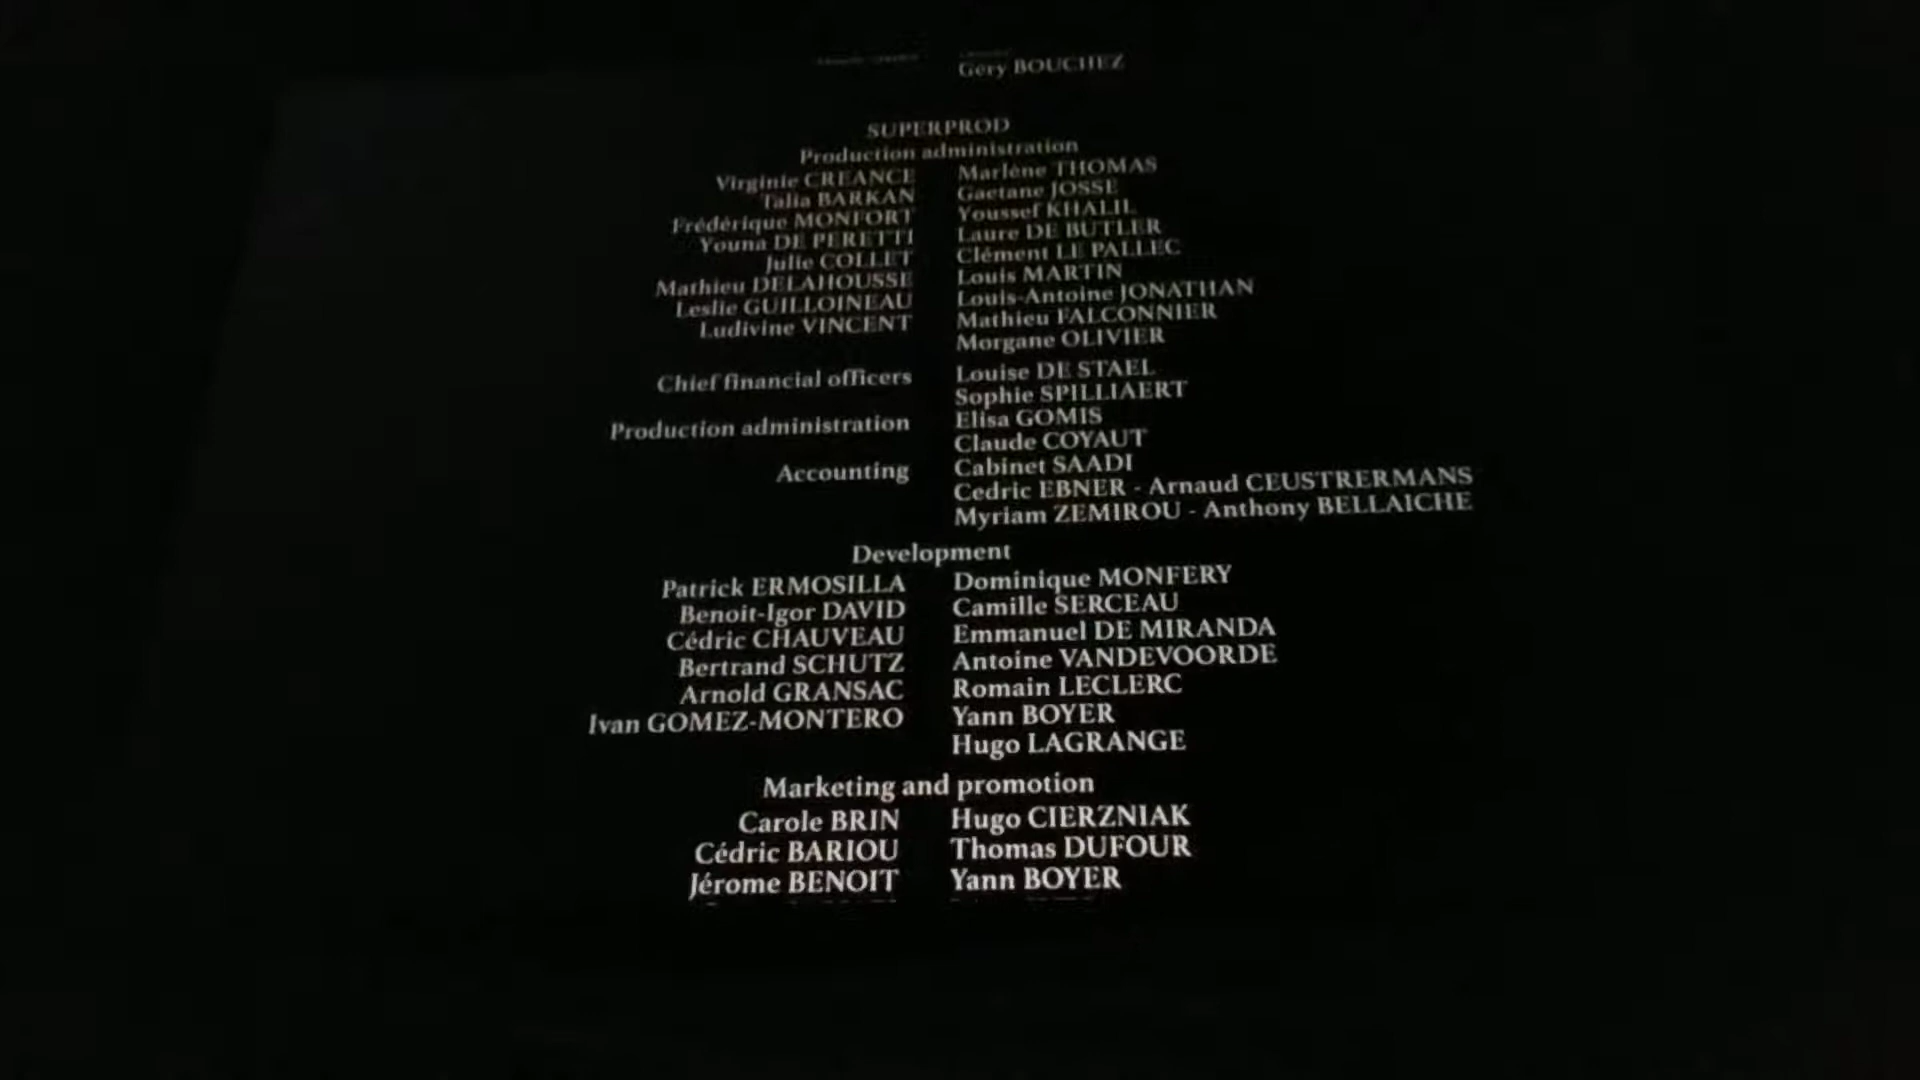 Gery BOUCHEZ
SUPERPROD
Production administration
Virginie CREANCE Marlène THOMAS
Talia BARKAN Gaetane JOSSE
Frédérique MONFORT Youssef KHALIL
Youna DE PERETTI Laure DE BUTLER
Julie COLLET Clément LE PALLEC
Mathieu DELAHOUSSE Louis MARTIN
Leslie GUILLOINEAU Louis-Antoine JONATHAN
Ludivine VINCENT Mathieu FALCONNIER
Morgane OLIVIER
Chief financial officers Louise DE STAEL
Sophie SPILLIAERT
Production administration Elisa GOMIS
Claude COYAUT
Accounting Cabinet SAADI
Cedric EBNER - Arnaud CEUSTRERMANS
Myriam ZEMIROU - Anthony BELLAICHE
Development
Patrick ERMOSILLA Dominique MONFERY
Benoit-Igor DAVID Camille SERCEAU
Cédric CHAUVEAU Emmanuel DE MIRANDA
Bertrand SCHUTZ Antoine VANDEVOORDE
Arnold GRANSAC Romain LECLERC
Ivan GOMEZ-MONTERO Yann BOYER
Hugo LAGRANGE
Marketing and promotion
Carole BRIN Hugo CIERZNIAK
Cédric BARIOU Thomas DUFOUR
Jérome BENOIT Yann BOYER